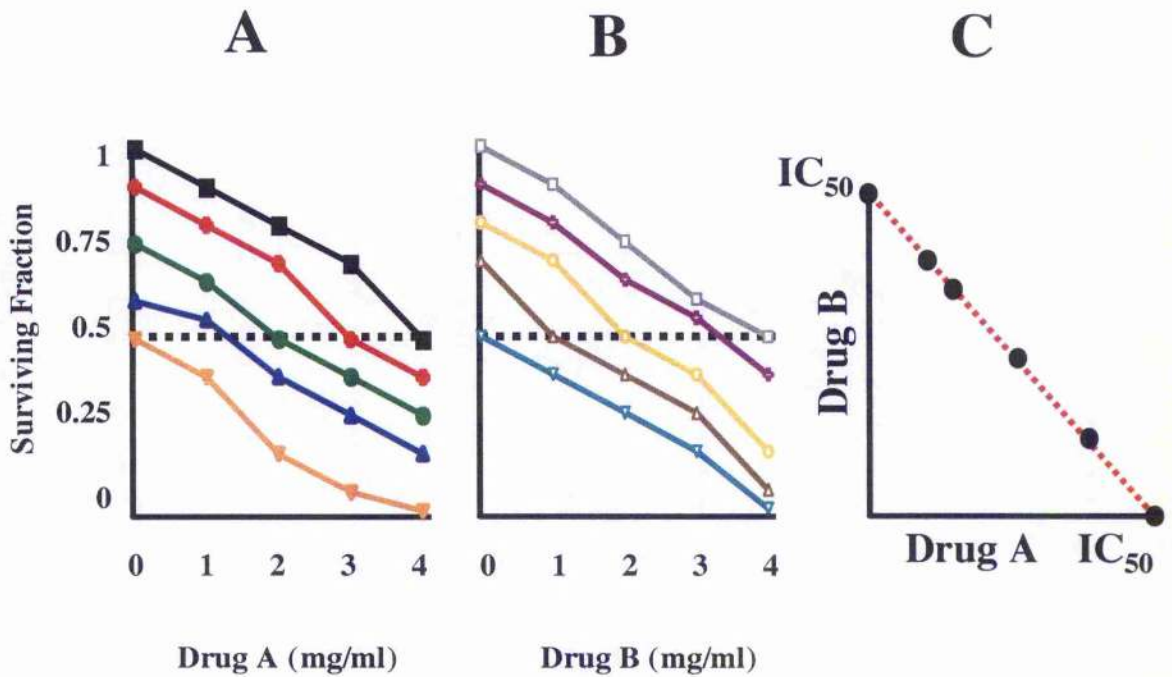 A
B
C
Surviving Fraction
1
0.75
0.5
0.25
0
0 1 2 3 4
Drug A (mg/ml)
0 1 2 3 4
Drug B (mg/ml)
IC50
Drug B
Drug A IC50